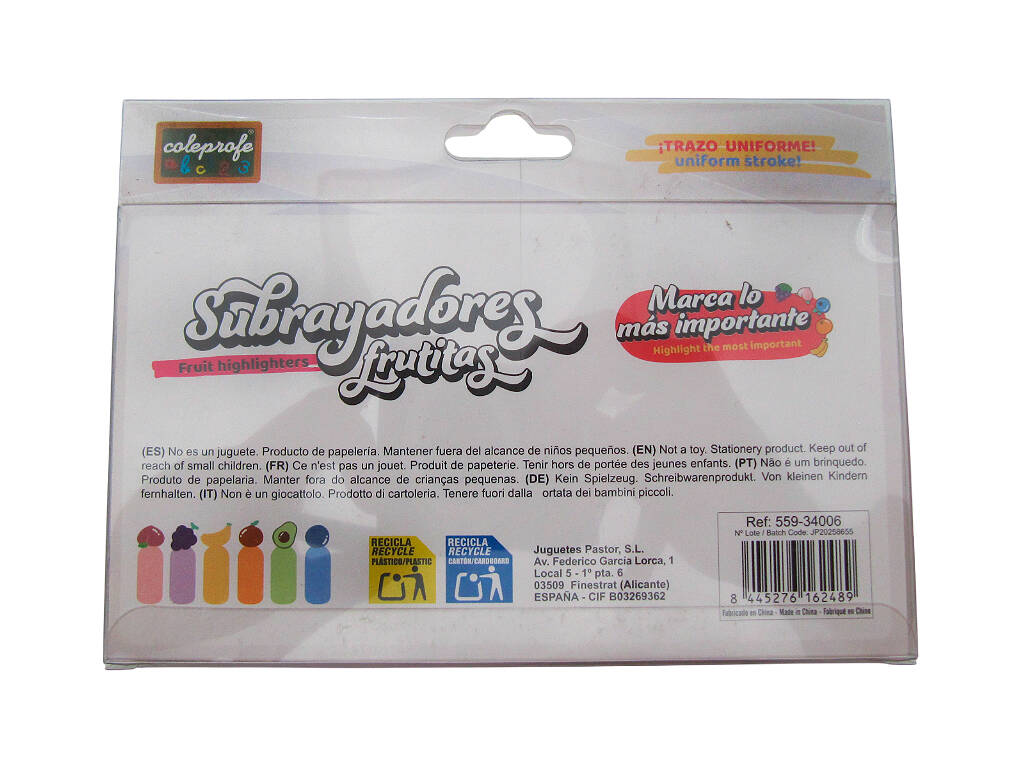 coleprofe®
a b c 2 3
¡TRAZO UNIFORME!
uniform stroke!
Subrayadores
frutitas
Fruit highlighters
Marca lo
más importante
Highlight the most important
(ES) No es un juguete. Producto de papelería. Mantener fuera del alcance de niños pequeños. (EN) Not a toy. Stationery product. Keep out of
reach of small children. (FR) Ce n'est pas un jouet. Produit de papeterie. Tenir hors de portée des jeunes enfants. (PT) Não é um brinquedo.
Produto de papelaria. Manter fora do alcance de crianças pequenas. (DE) Kein Spielzeug. Schreibwarenprodukt. Von kleinen Kindern
fernhalten. (IT) Non è un giocattolo. Prodotto di cartoleria. Tenere fuori dalla ortata dei bambini piccoli.
RECICLA
RECYCLE
PLÁSTICO/PLASTIC
RECICLA
RECYCLE
CARTÓN/CARDBOARD
Juguetes Pastor, S.L.
Av. Federico García Lorca, 1
Local 5 - 1º pta. 6
03509 Finestrat (Alicante)
ESPAÑA - CIF B03269362
Ref: 559-34006
Nº Lote / Batch Code: JP20258655
8 445276 162489
Fabricado en China - Made in China - Fabriqué en Chine